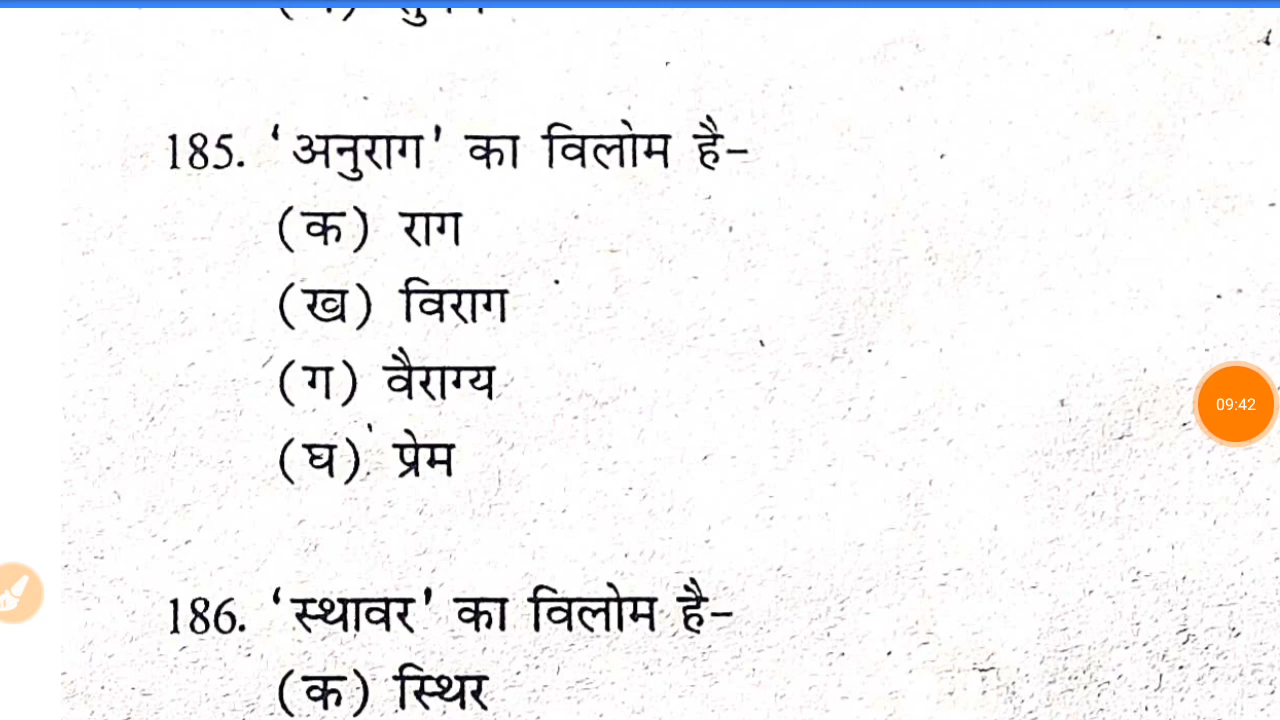 185. 'अनुराग' का विलोम है-
(क) राग
(ख) विराग
(ग) वैराग्य
(घ) प्रेम
186. 'स्थावर' का विलोम है-
(क) स्थिर
09:42